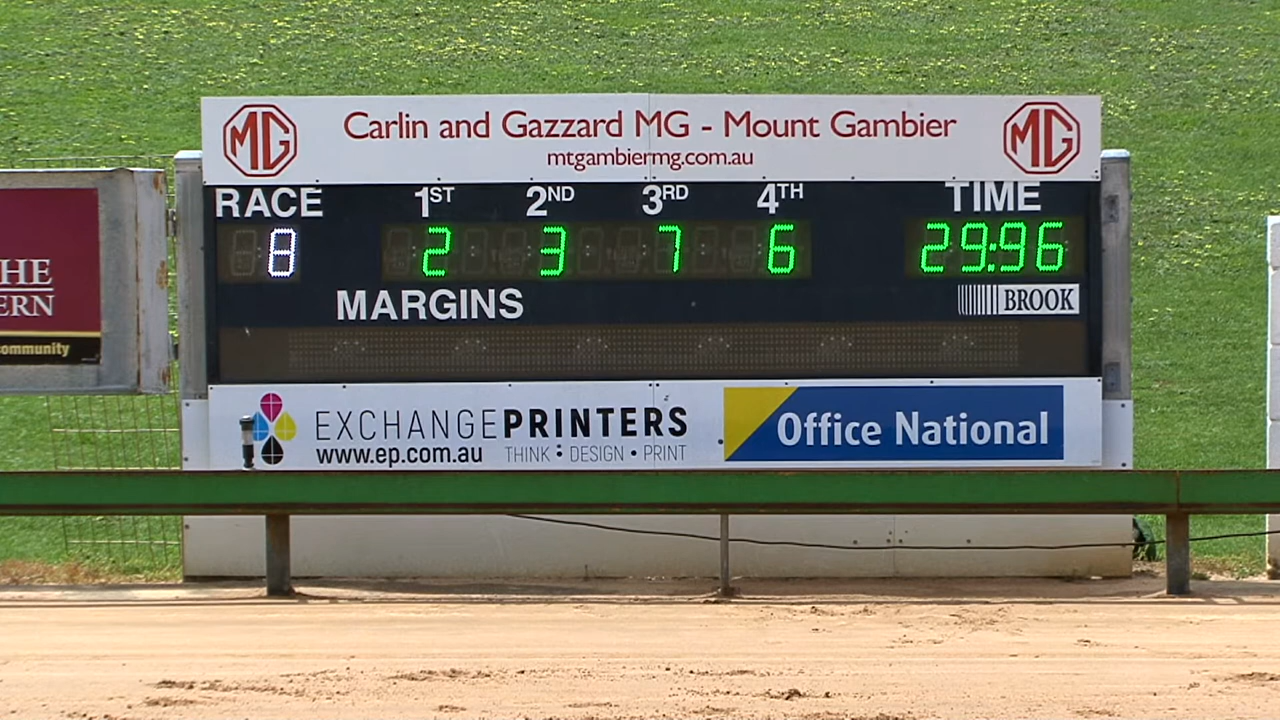 MG Carlin and Gazzard MG - Mount Gambier MG
mtgambiermg.com.au
RACE 1ST 2ND 3RD 4TH TIME
8 2 3 7 6 29:96
MARGINS BROOK
HE
ERN
ommunity
EXCHANGEPRINTERS
www.ep.com.au THINK : DESIGN • PRINT
Office National